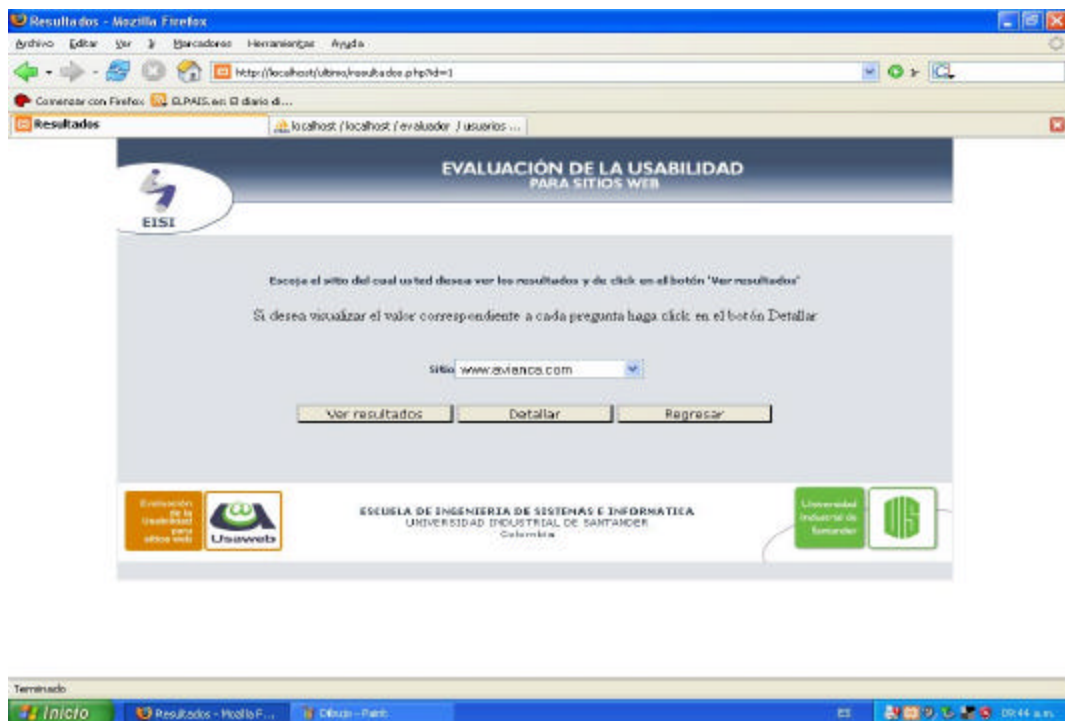 Resultados - Mozilla Firefox
Archivo Editar Ver Ir Marcadores Herramientas Ayuda
http://localhost/ultimo/resultados.php?id=1
Comenzar con Firefox ELPAIS.es: El diario d...
Resultados
localhost / localhost / evaluador / usuarios ...
EVALUACIÓN DE LA USABILIDAD
PARA SITIOS WEB
EISI
Escoja el sitio del cual usted desea ver los resultados y de click en el botón 'Ver resultados'
Si desea visualizar el valor correspondiente a cada pregunta haga click en el botón Detallar
Sitio www.avianca.com
Ver resultados Detallar Regresar
Evaluación
de la
Usabilidad
para
sitios web
Usaweb
ESCUELA DE INGENIERIA DE SISTEMAS E INFORMATICA
UNIVERSIDAD INDUSTRIAL DE SANTANDER
Colombia
Universidad
Industrial de
Santander
UIS
Terminado
Inicio Resultados - Mozilla F... Dibujo - Paint ES 09:44 a.m.